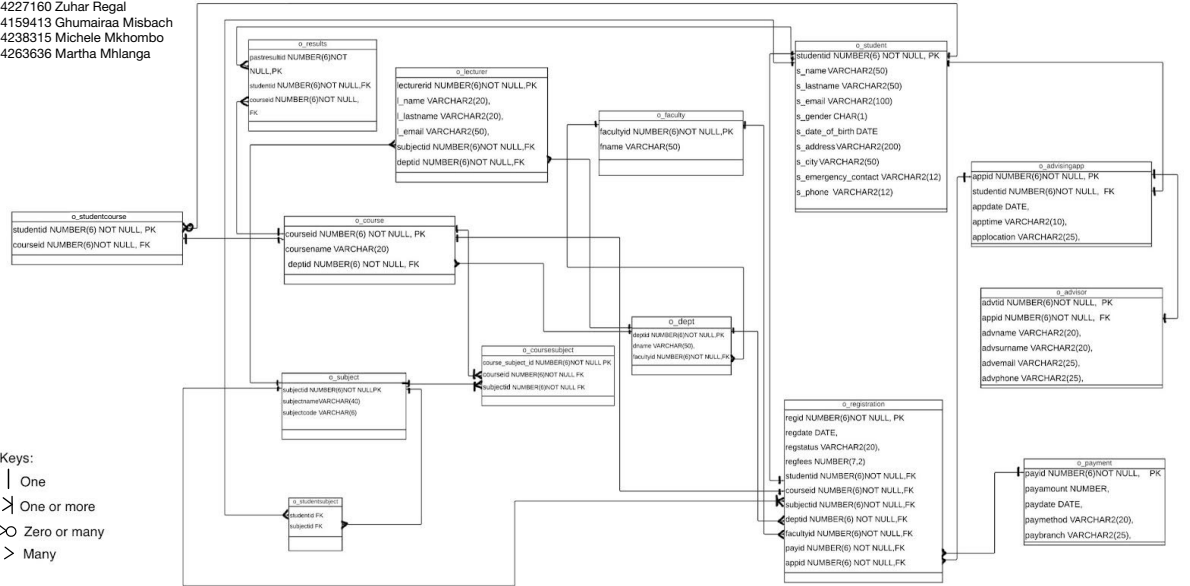 4227160 Zuhar Regal
4159413 Ghumairaa Misbach
4238315 Michele Mkhombo
4263636 Martha Mhlanga
o_results
pastresultid NUMBER(6)NOT
NULL,PK
studentid NUMBER(6)NOT NULL,FK
courseid NUMBER(6)NOT NULL,
FK
o_lecturer
lecturerid NUMBER(6)NOT NULL,PK
l_name VARCHAR2(20),
l_lastname VARCHAR2(20),
l_email VARCHAR2(50),
subjectid NUMBER(6)NOT NULL,FK
deptid NUMBER(6)NOT NULL,FK
o_faculty
facultyid NUMBER(6)NOT NULL,PK
fname VARCHAR(50)
o_student
studentid NUMBER(6) NOT NULL, PK
s_name VARCHAR2(50)
s_lastname VARCHAR2(50)
s_email VARCHAR2(100)
s_gender CHAR(1)
s_date_of_birth DATE
s_address VARCHAR2(200)
s_city VARCHAR2(50)
s_emergency_contact VARCHAR2(12)
s_phone VARCHAR2(12)
o_advisingapp
appid NUMBER(6)NOT NULL, PK
studentid NUMBER(6)NOT NULL, FK
appdate DATE,
apptime VARCHAR2(10),
applocation VARCHAR2(25),
o_studentcourse
studentid NUMBER(6) NOT NULL, PK
courseid NUMBER(6)NOT NULL, FK
o_course
courseid NUMBER(6) NOT NULL, PK
coursename VARCHAR(20)
deptid NUMBER(6) NOT NULL, FK
o_advisor
advtid NUMBER(6)NOT NULL, PK
appid NUMBER(6)NOT NULL, FK
advname VARCHAR2(20),
advsurname VARCHAR2(20),
advemail VARCHAR2(25),
advphone VARCHAR2(25),
o_dept
deptid NUMBER(6)NOT NULL,PK
dname VARCHAR(50),
facultyid NUMBER(6)NOT NULL,FK
o_coursesubject
course_subject_id NUMBER(6)NOT NULL PK
courseid NUMBER(6)NOT NULL FK
subjectid NUMBER(6)NOT NULL FK
o_subject
subjectid NUMBER(6)NOT NULLPK
subjectnameVARCHAR(40)
subjectcode VARCHAR(6)
o_registration
regid NUMBER(6)NOT NULL, PK
regdate DATE,
regstatus VARCHAR2(20),
regfees NUMBER(7,2)
studentid NUMBER(6)NOT NULL,FK
courseid NUMBER(6)NOT NULL,FK
subjectid NUMBER(6)NOT NULL,FK
deptid NUMBER(6) NOT NULL,FK
facultyid NUMBER(6)NOT NULL,FK
payid NUMBER(6) NOT NULL,FK
appid NUMBER(6) NOT NULL,FK
o_payment
payid NUMBER(6)NOT NULL, PK
payamount NUMBER,
paydate DATE,
paymethod VARCHAR2(20),
paybranch VARCHAR2(25),
o_studentsubject
studentid FK
subjectid FK
Keys:
One
One or more
Zero or many
Many